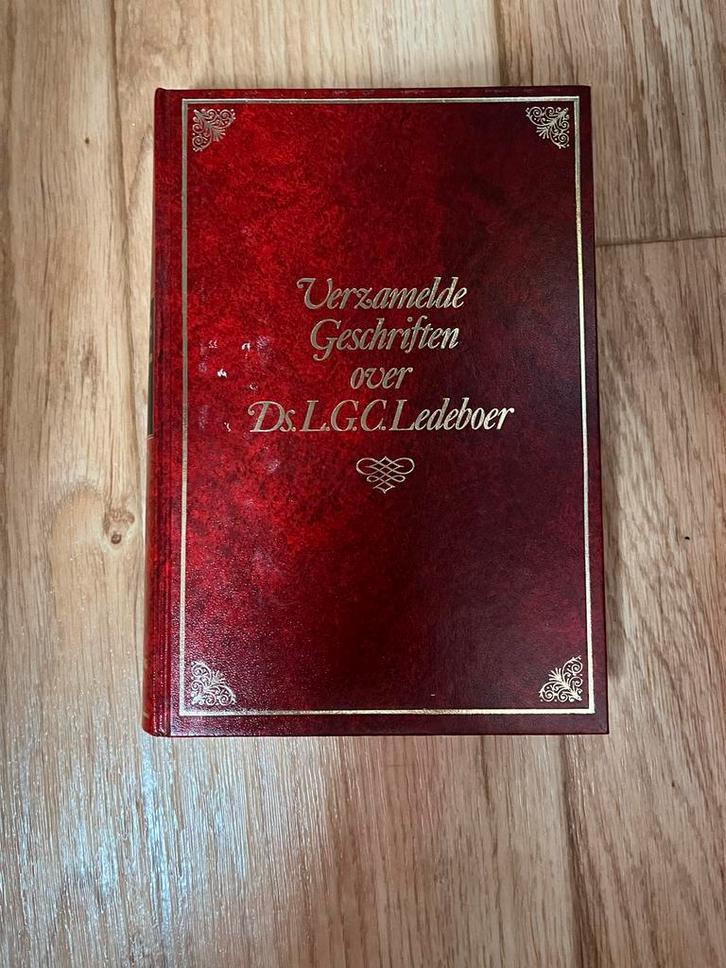 Verzamelde
Geschriften
over
Ds. L.G.C. Ledeboer